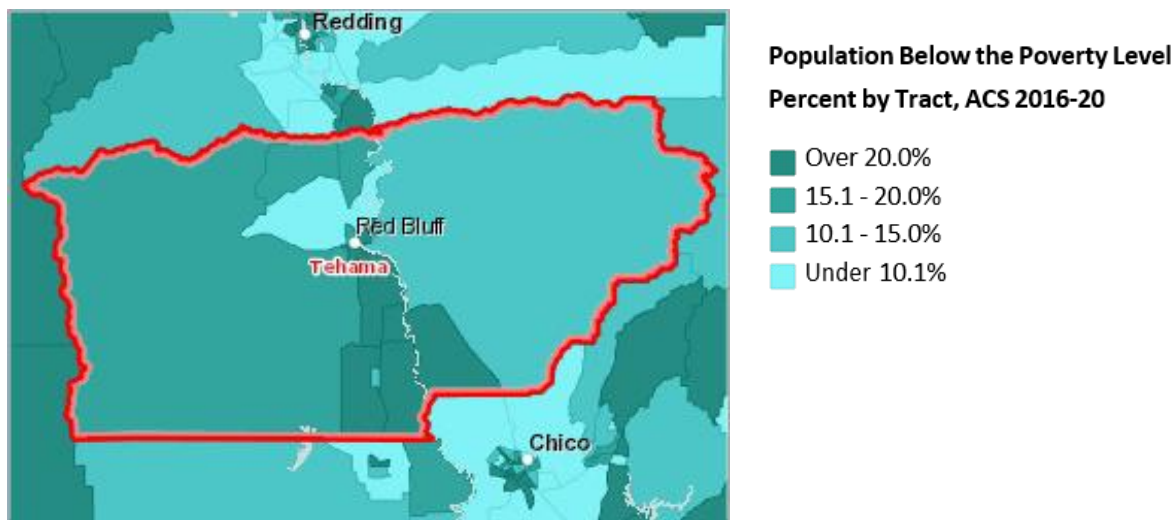 Redding
Red Bluff
Tehama
Chico
Population Below the Poverty Level
Percent by Tract, ACS 2016-20
Over 20.0%
15.1 - 20.0%
10.1 - 15.0%
Under 10.1%